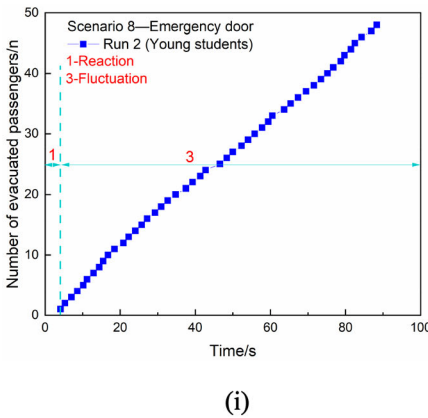 Scenario 8—Emergency door
Run 2 (Young students)
1-Reaction
3-Fluctuation
1
3
Number of evacuated passengers/n
50
40
30
20
10
0
0 20 40 60 80 100
Time/s
(i)